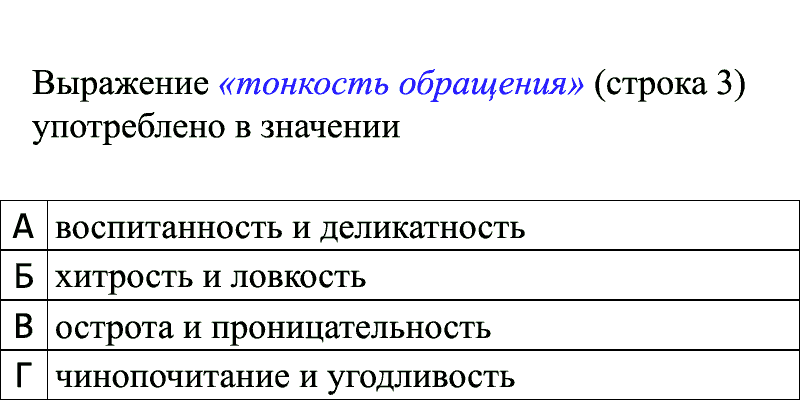 Выражение «тонкость обращения» (строка 3)
употреблено в значении
А воспитанность и деликатность
Б хитрость и ловкость
В острота и проницательность
Г чинопочитание и угодливость